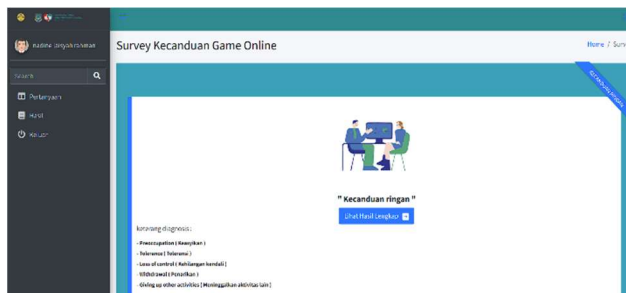 Survey Kecanduan Game Online
Home / Surv
Search
Pertanyaan
Hasil
Keluar
" Kecanduan ringan "
Lihat Hasil Lengkap
keterang diagnosis :
- Preoccupation ( Keasyikan )
- Tolerance ( Toleransi )
- Loss of control ( Kehilangan kendali )
- Withdrawal ( Penarikan )
- Giving up other activities ( Meninggalkan aktivitas lain )